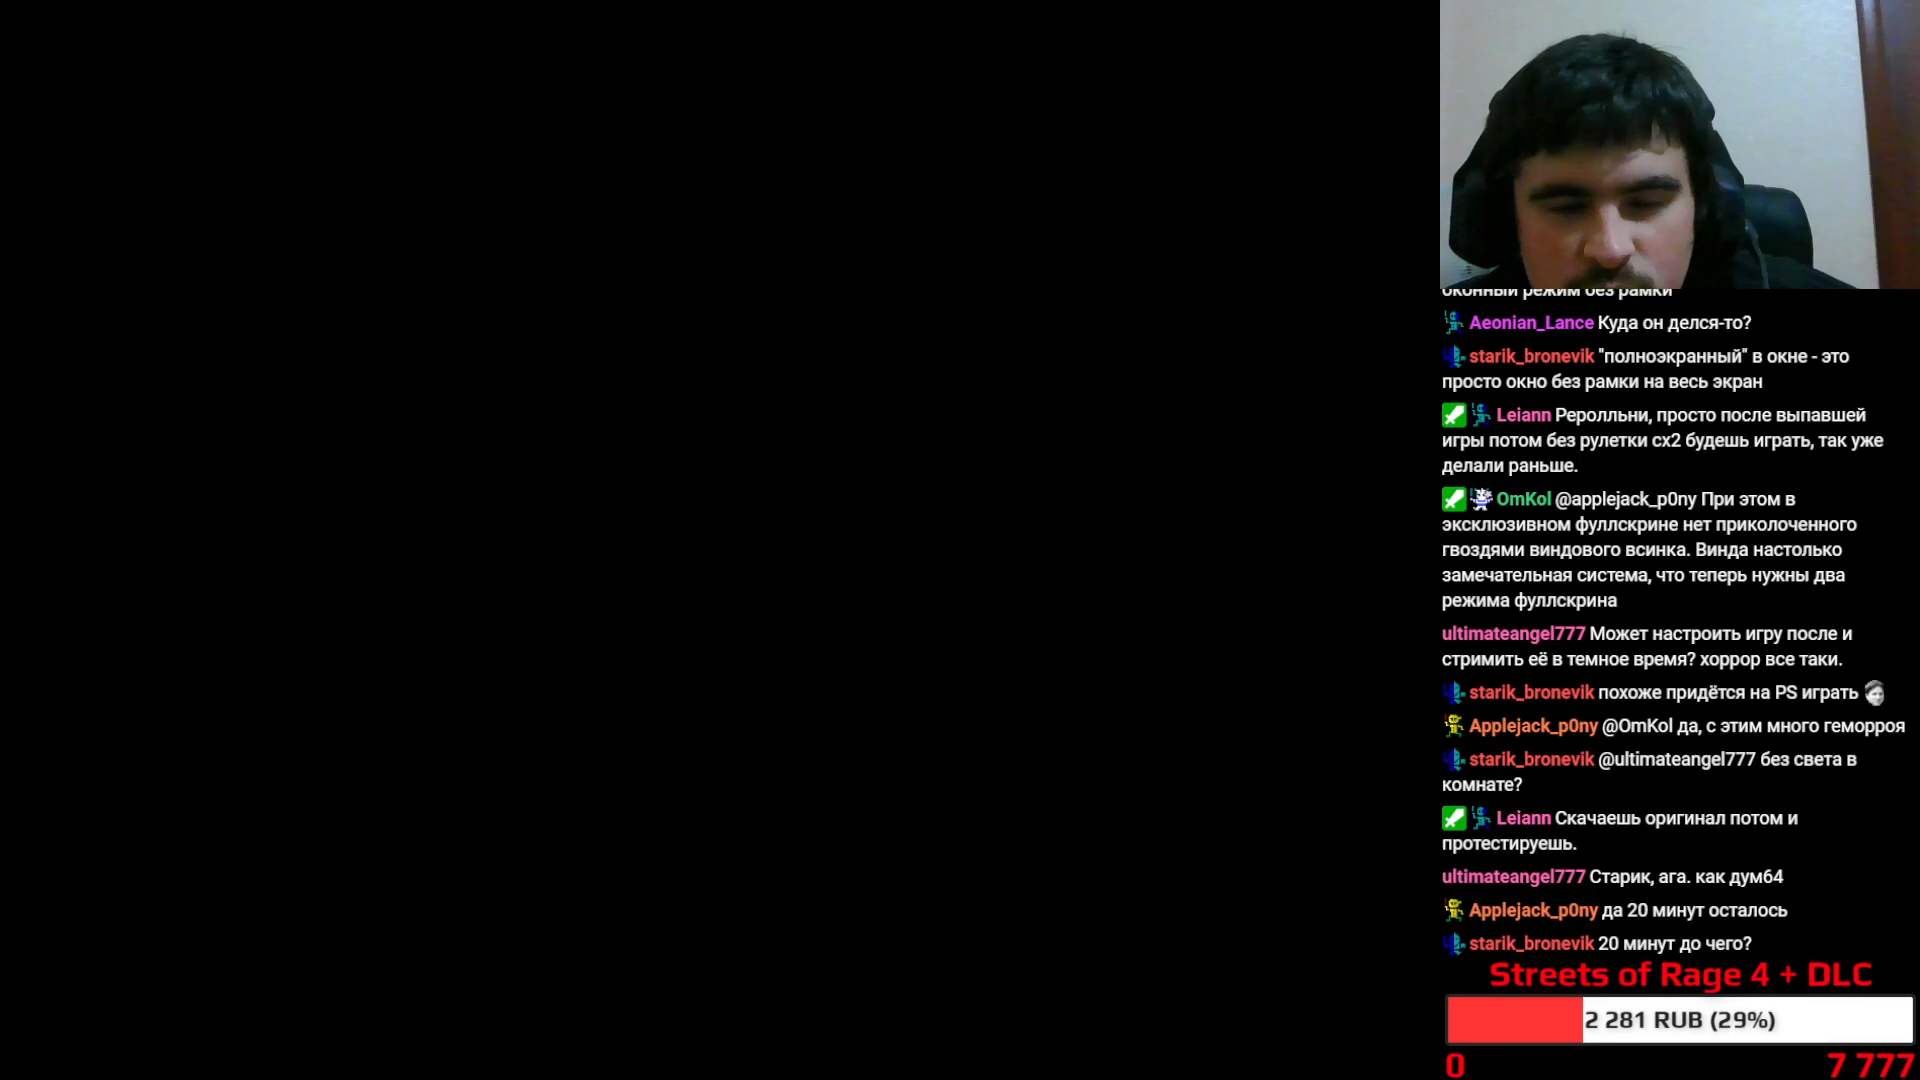 оконный режим без рамки
Aeonian_Lance Куда он делся-то?
starik_bronevik "полноэкранный" в окне - это
просто окно без рамки на весь экран
Leiann Реролльни, просто после выпавшей
игры потом без рулетки сх2 будешь играть, так уже
делали раньше.
OmKol @applejack_p0ny При этом в
эксклюзивном фуллскрине нет приколоченного
гвоздями виндового всинка. Винда настолько
замечательная система, что теперь нужны два
режима фуллскрина
ultimateangel777 Может настроить игру после и
стримить её в темное время? хоррор все таки.
starik_bronevik похоже придётся на PS играть
Applejack_p0ny @OmKol да, с этим много геморроя
starik_bronevik @ultimateangel777 без света в
комнате?
Leiann Скачаешь оригинал потом и
протестируешь.
ultimateangel777 Старик, ага. как дум64
Applejack_p0ny да 20 минут осталось
starik_bronevik 20 минут до чего?
Streets of Rage 4 + DLC
2 281 RUB (29%)
0 7 777